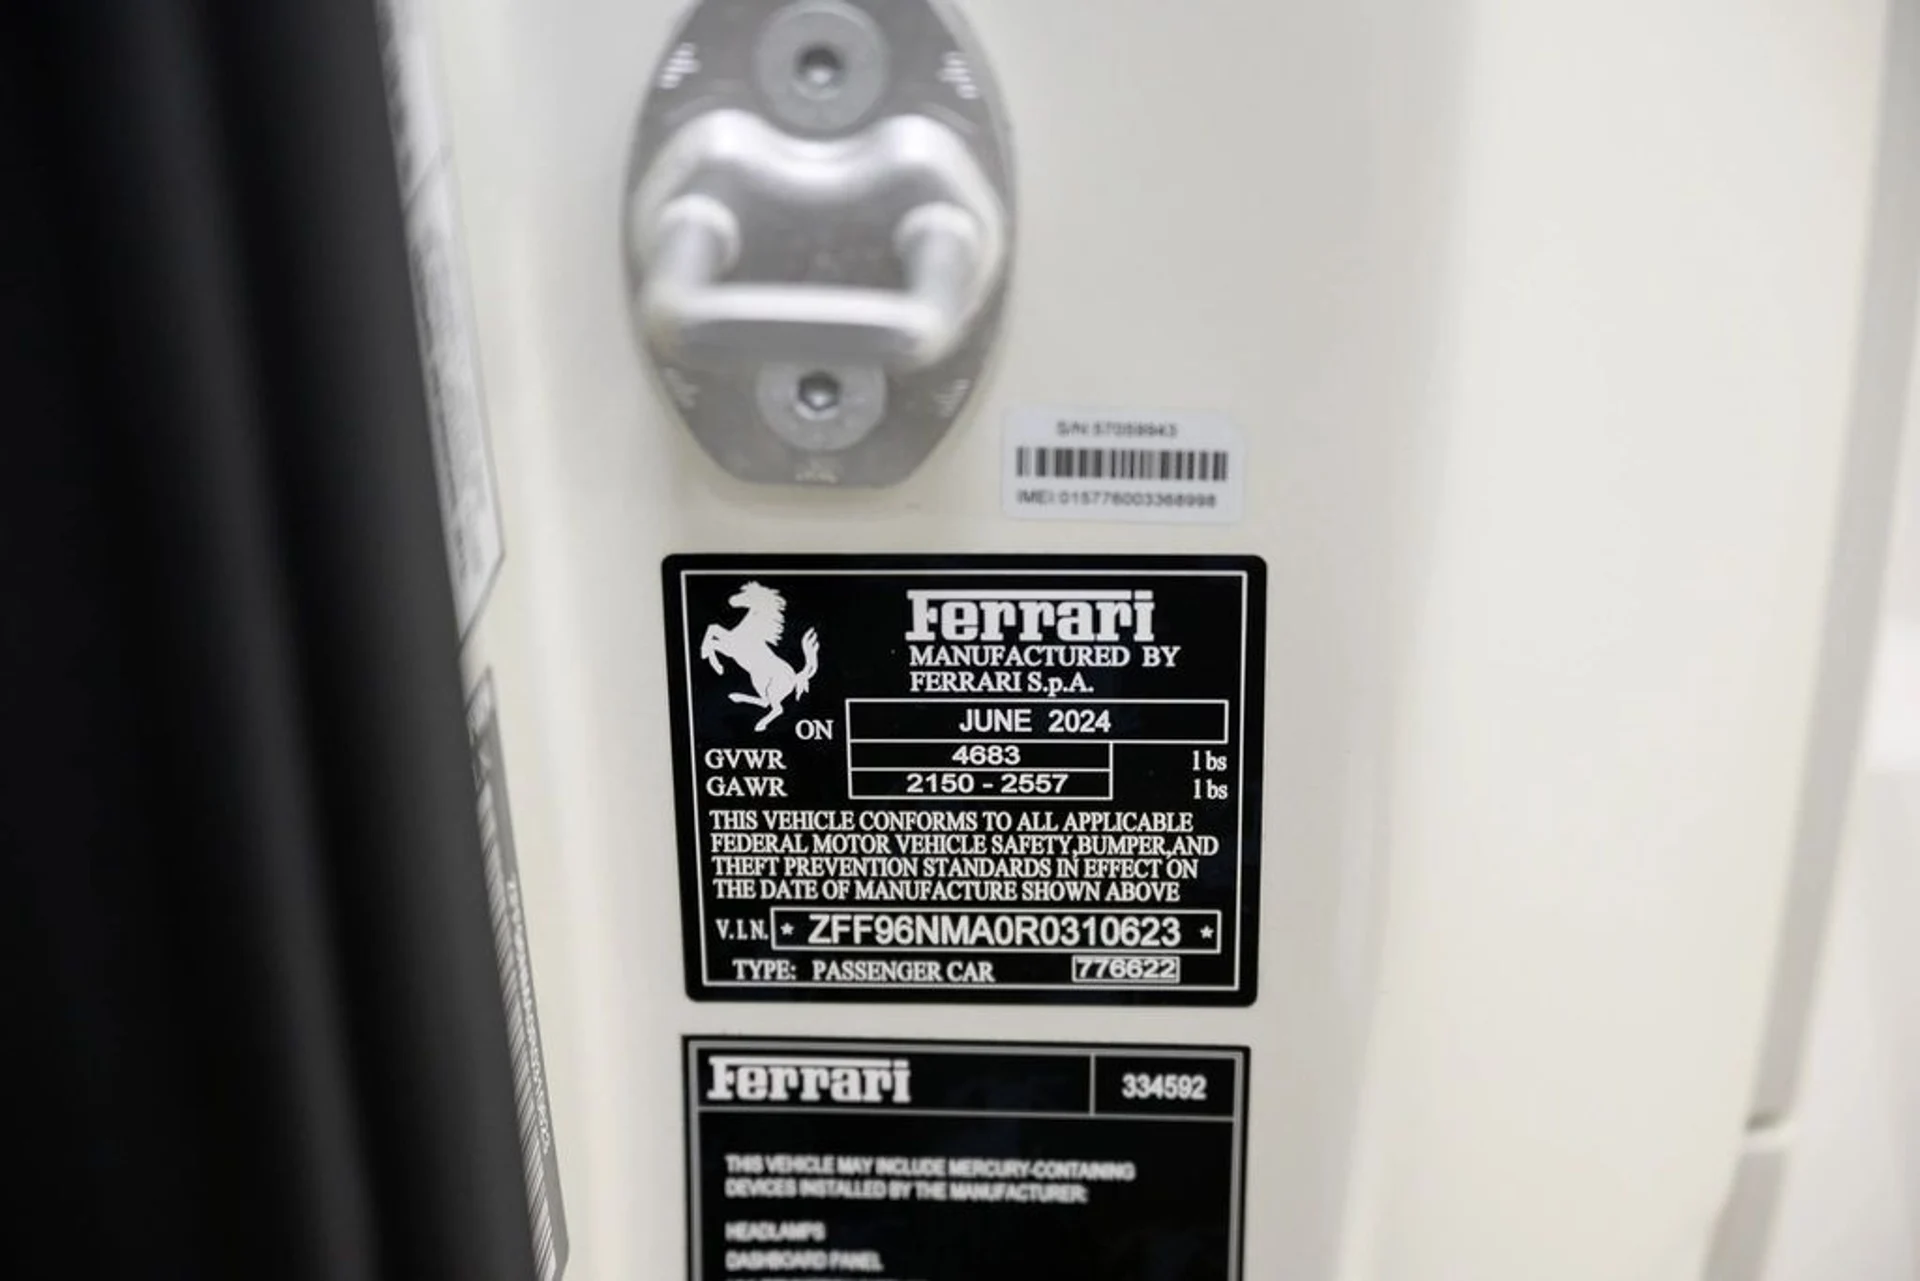 S/N:57059943
IMEI:015776003368998
Ferrari
MANUFACTURED BY
FERRARI S.p.A.
ON JUNE 2024
GVWR 4683 lbs
GAWR 2150 - 2557 lbs
THIS VEHICLE CONFORMS TO ALL APPLICABLE
FEDERAL MOTOR VEHICLE SAFETY,BUMPER,AND
THEFT PREVENTION STANDARDS IN EFFECT ON
THE DATE OF MANUFACTURE SHOWN ABOVE
V.I.N. * ZFF96NMA0R0310623 *
TYPE: PASSENGER CAR 776622
Ferrari 334592
THIS VEHICLE MAY INCLUDE MERCURY-CONTAINING
DEVICES INSTALLED BY THE MANUFACTURER:
HEADLAMPS
DASHBOARD PANEL